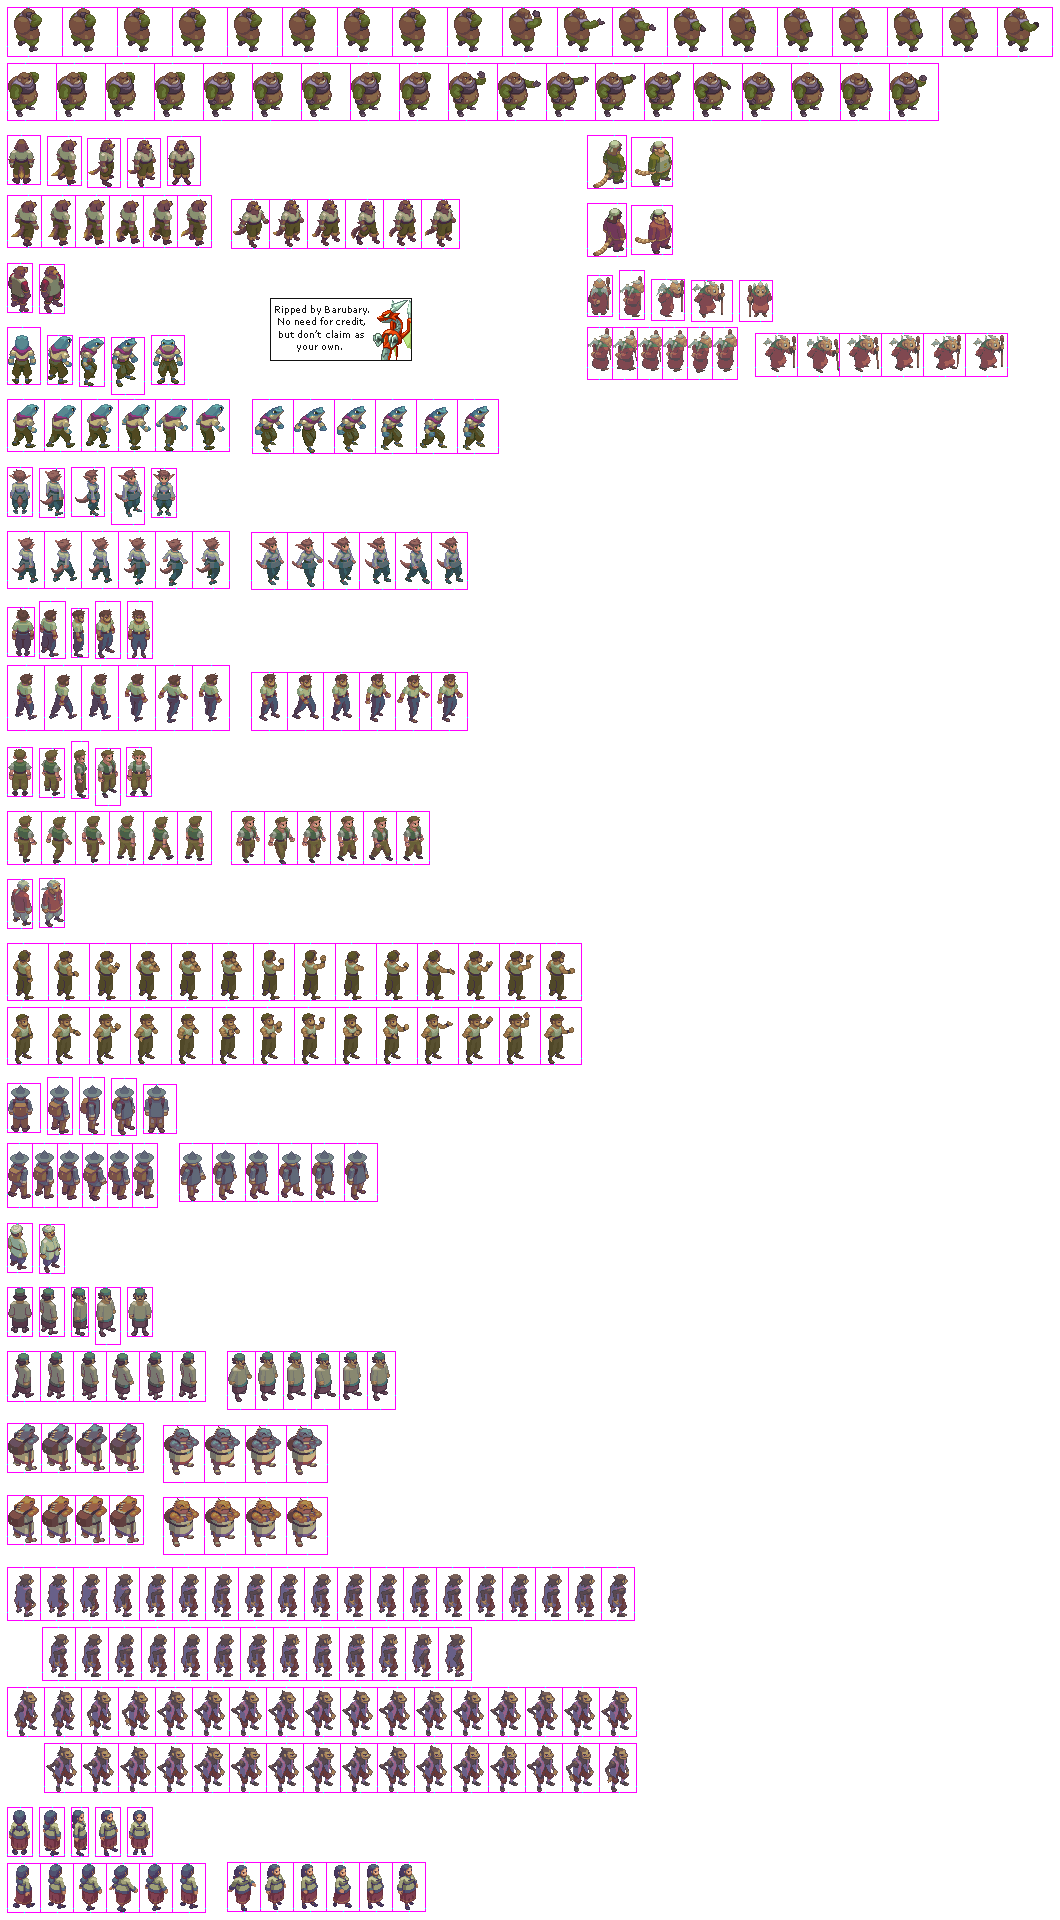 Ripped by Barubary.
No need for credit,
but don't claim as
your own.